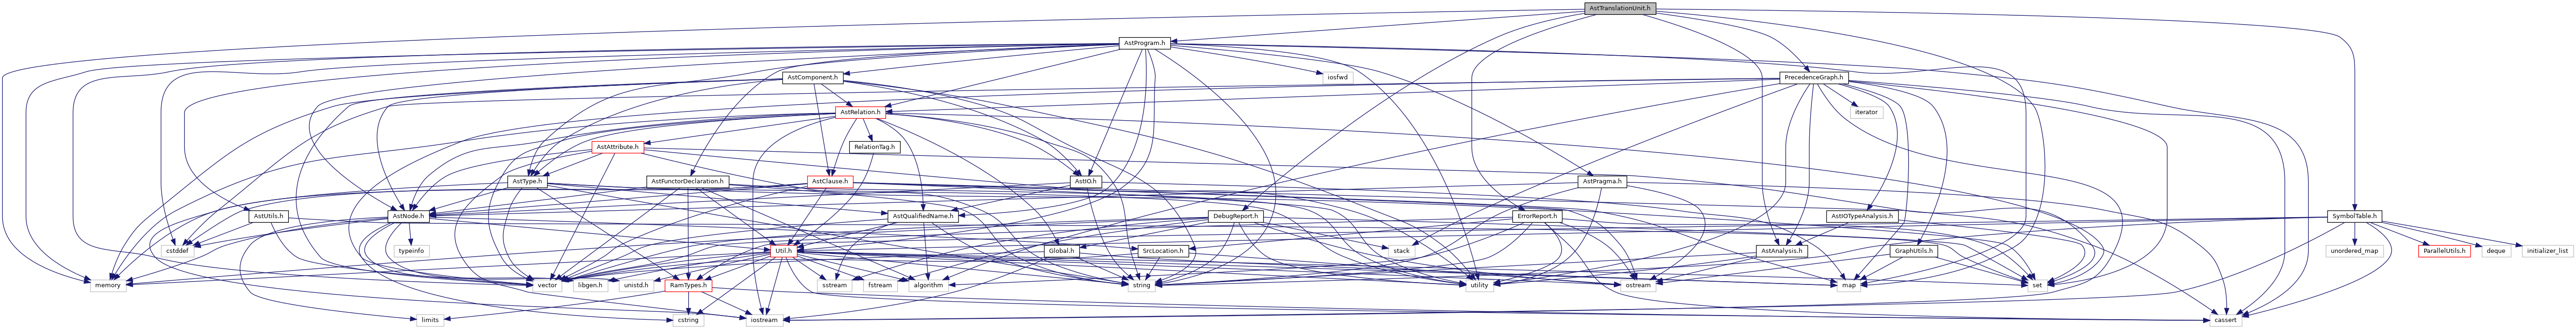 AstTranslationUnit.h
AstProgram.h
AstComponent.h
iosfwd
PrecedenceGraph.h
AstRelation.h
iterator
AstAttribute.h
RelationTag.h
AstType.h
AstFunctorDeclaration.h
AstClause.h
AstIO.h
AstPragma.h
AstUtils.h
AstNode.h
AstQualifiedName.h
DebugReport.h
ErrorReport.h
AstIOTypeAnalysis.h
SymbolTable.h
cstddef
typeinfo
Util.h
Global.h
SrcLocation.h
stack
AstAnalysis.h
GraphUtils.h
unordered_map
ParallelUtils.h
deque
initializer_list
memory
vector
libgen.h
unistd.h
RamTypes.h
sstream
fstream
algorithm
string
utility
ostream
map
set
limits
cstring
iostream
cassert